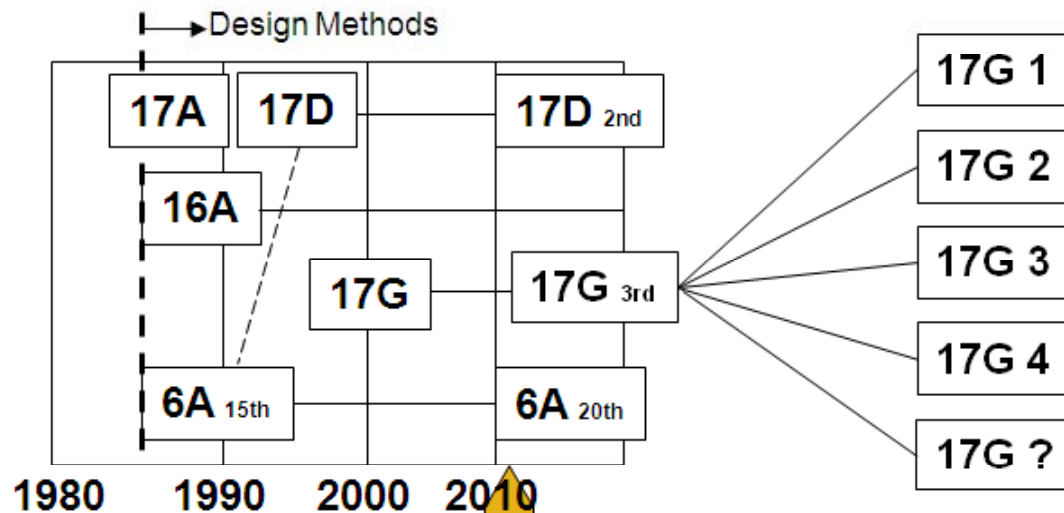 Design Methods
17A
17D
17D 2nd
16A
17G
17G 3rd
6A 15th
6A 20th
1980
1990
2000
2010
17G 1
17G 2
17G 3
17G 4
17G ?